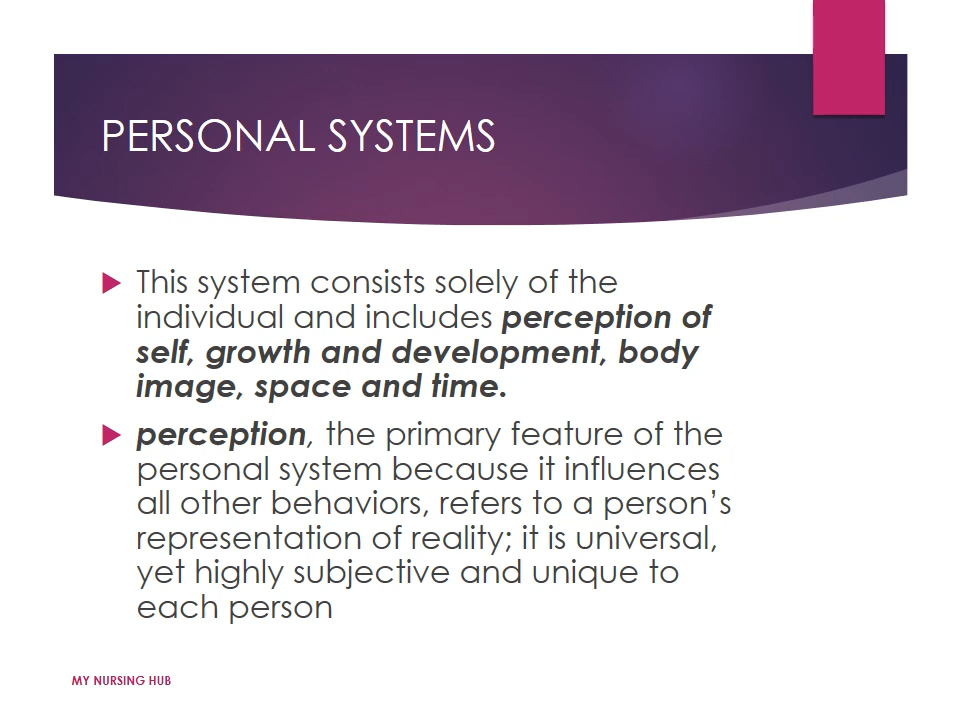 PERSONAL SYSTEMS
This system consists solely of the
individual and includes perception of
self, growth and development, body
image, space and time.
perception, the primary feature of the
personal system because it influences
all other behaviors, refers to a person’s
representation of reality; it is universal,
yet highly subjective and unique to
each person
MY NURSING HUB